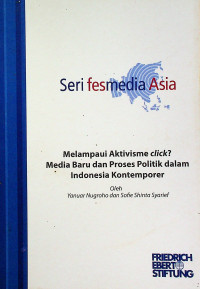 Seri fesmedia Asia
Melampaui Aktivisme click?
Media Baru dan Proses Politik dalam
Indonesia Kontemporer
Oleh
Yanuar Nugroho dan Sofie Shinta Syarief
FRIEDRICH
EBERT
STIFTUNG